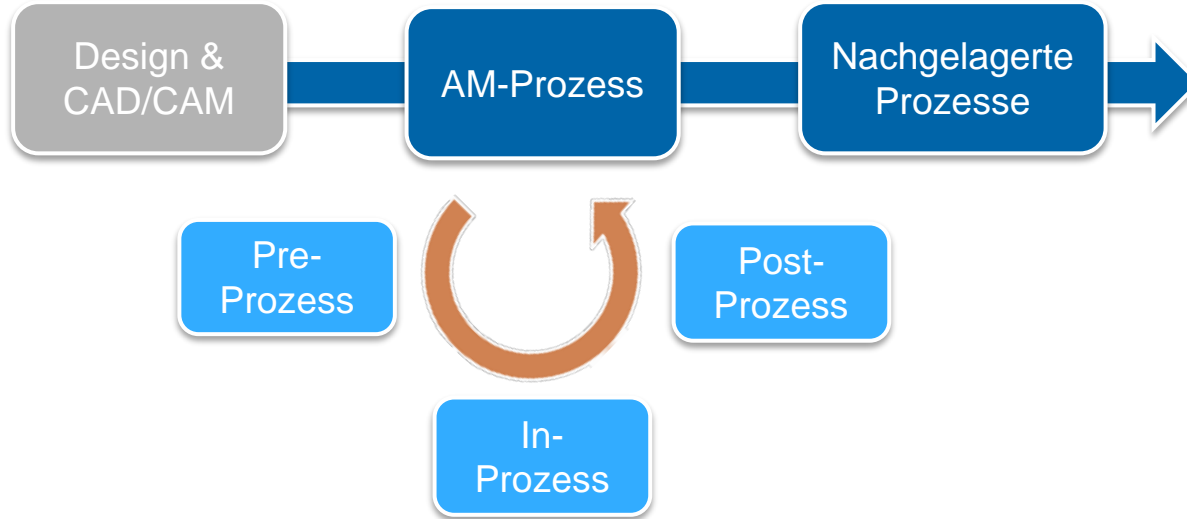 Design &
CAD/CAM
AM-Prozess
Nachgelagerte
Prozesse
Pre-
Prozess
Post-
Prozess
In-
Prozess